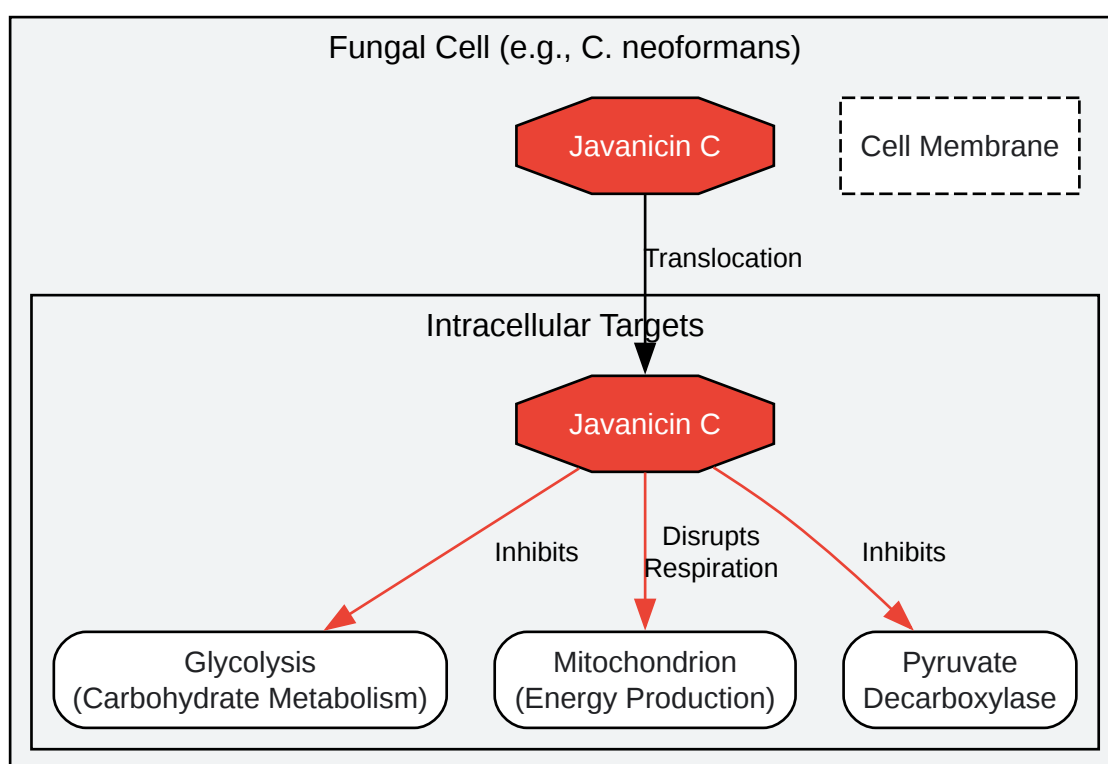 Fungal Cell (e.g., C. neoformans)
Javanicin C
Cell Membrane
Translocation
Intracellular Targets
Javanicin C
Inhibits
Disrupts
Respiration
Inhibits
Glycolysis
(Carbohydrate Metabolism)
Mitochondrion
(Energy Production)
Pyruvate
Decarboxylase